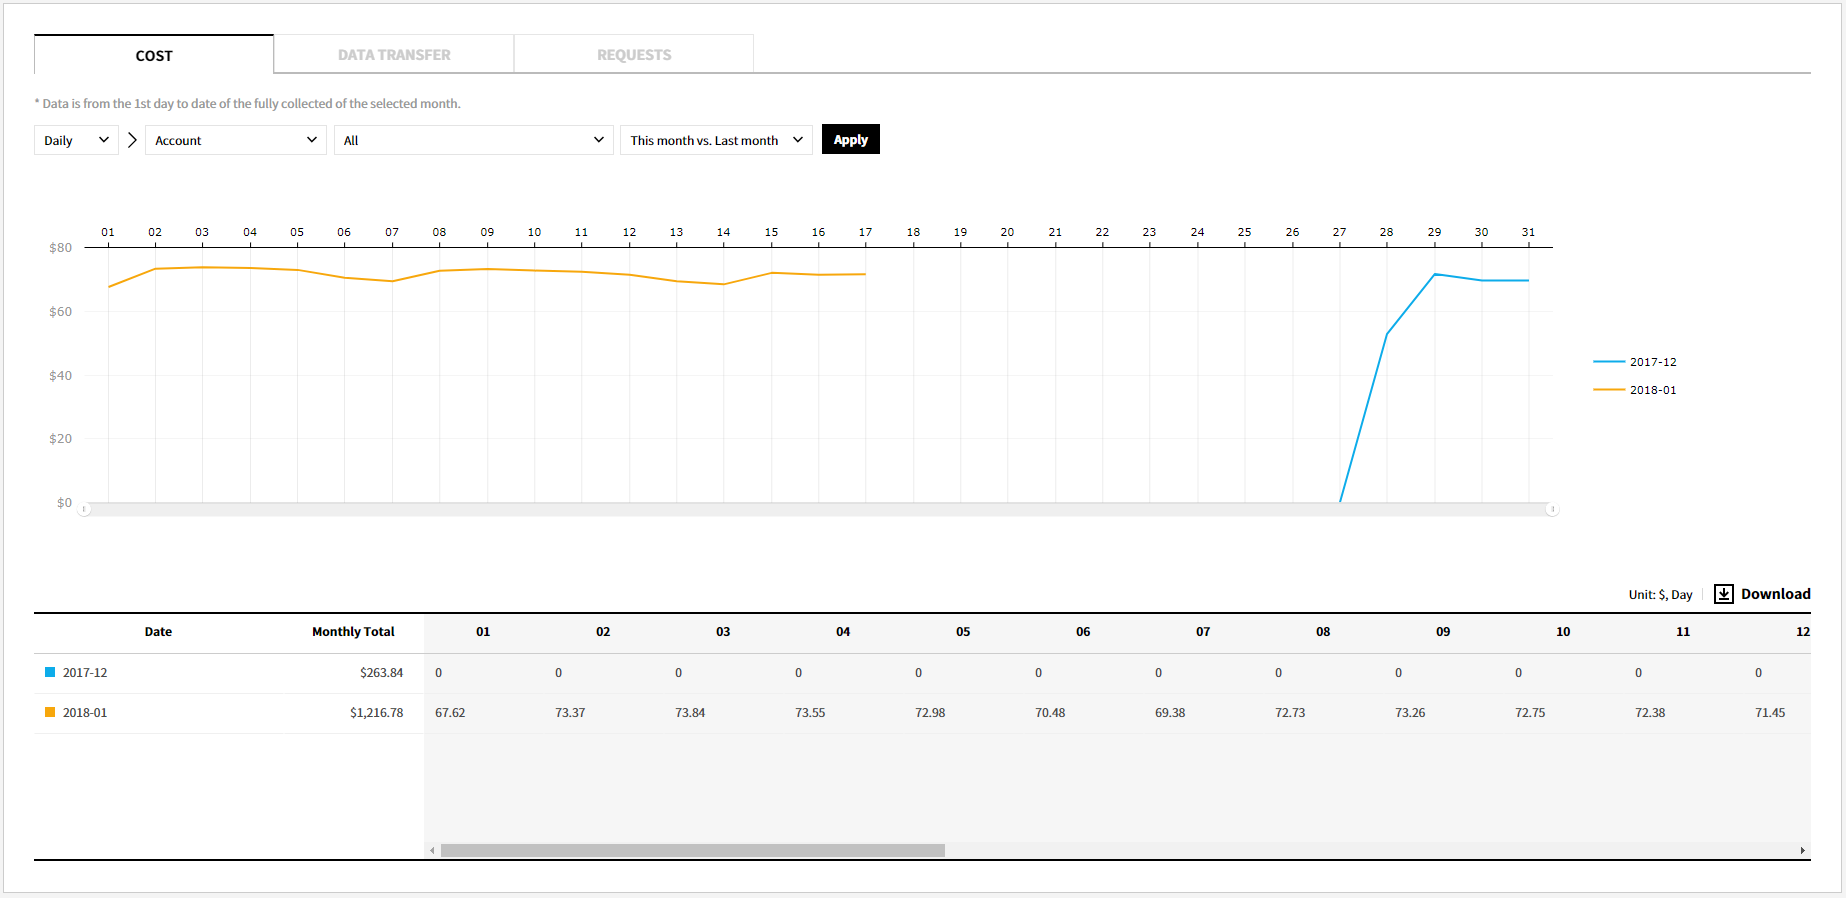 COST DATA TRANSFER REQUESTS
* Data is from the 1st day to date of the fully collected of the selected month.
Daily Account All This month vs. Last month Apply
01 02 03 04 05 06 07 08 09 10 11 12 13 14 15 16 17 18 19 20 21 22 23 24 25 26 27 28 29 30 31
$80
$60
$40
$20
$0
2017-12
2018-01
Unit: $, Day Download
Date Monthly Total 01 02 03 04 05 06 07 08 09 10 11 12
2017-12 $263.84 0 0 0 0 0 0 0 0 0 0 0 0
2018-01 $1,216.78 67.62 73.37 73.84 73.55 72.98 70.48 69.38 72.73 73.26 72.75 72.38 71.45